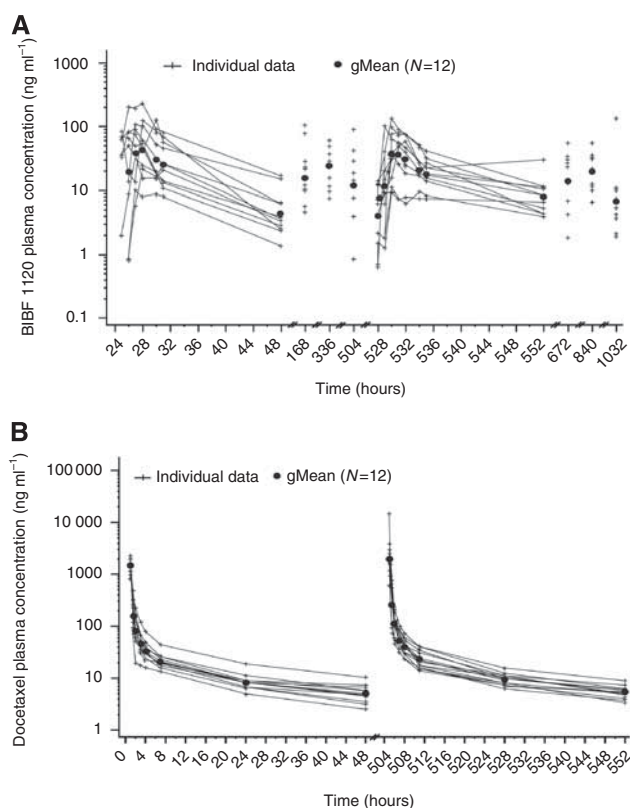 A
BIBF 1120 plasma concentration (ng ml⁻¹)
Individual data
gMean (N=12)
1000
100
10
1
0.1
24 28 32 36 40 44 48 168 336 504 528 532 536 540 544 548 552 672 840 1032
Time (hours)
B
Docetaxel plasma concentration (ng ml⁻¹)
100 000
Individual data
gMean (N=12)
10 000
1000
100
10
1
0 4 8 12 16 20 24 28 32 36 40 44 48 504 508 512 516 520 524 528 532 536 540 544 548 552
Time (hours)